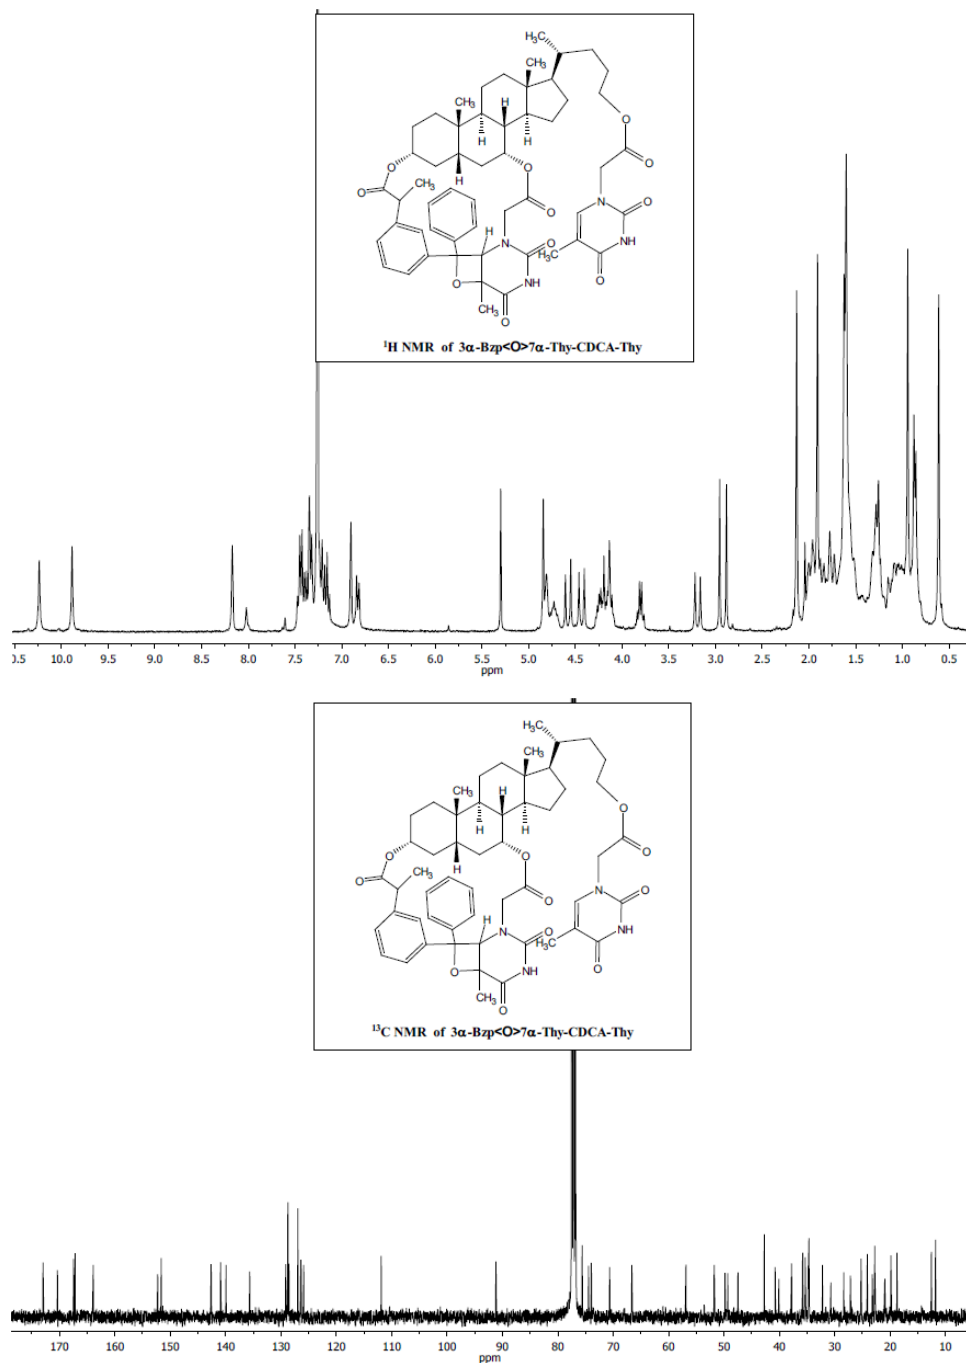 H₃C
CH₃
CH₃
H
H
H
O
O
H
O
O
O
O
CH₃
O
H
N
N
O
O
H₃C
NH
O
NH
O
CH₃
O
¹H NMR of 3α-Bzp<O>7α-Thy-CDCA-Thy
0.5 10.0 9.5 9.0 8.5 8.0 7.5 7.0 6.5 6.0 5.5 5.0 4.5 4.0 3.5 3.0 2.5 2.0 1.5 1.0 0.5
ppm
H₃C
CH₃
CH₃
H
H
H
O
O
H
O
O
O
O
CH₃
O
H
N
N
O
O
H₃C
NH
O
NH
O
CH₃
O
¹³C NMR of 3α-Bzp<O>7α-Thy-CDCA-Thy
170 160 150 140 130 120 110 100 90 80 70 60 50 40 30 20 10
ppm